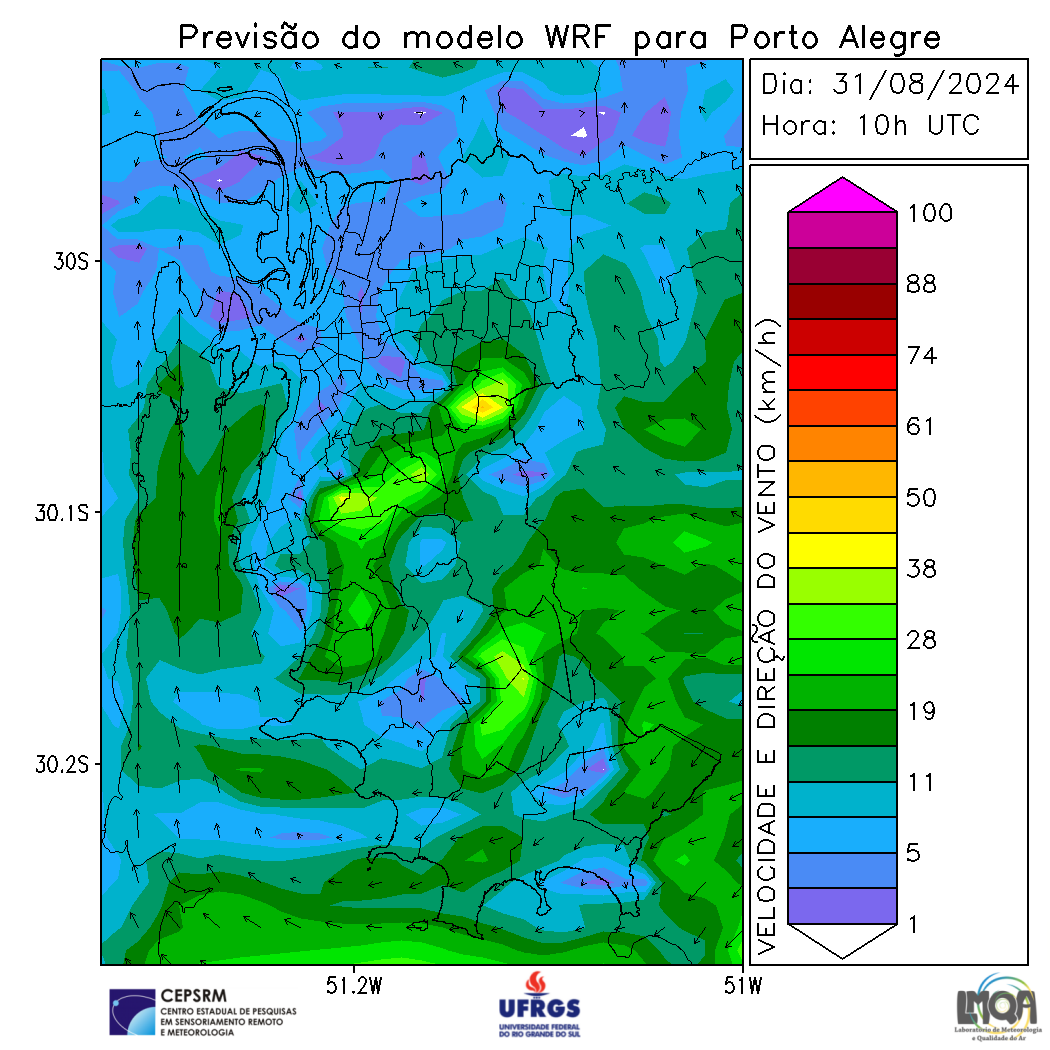 Previsão do modelo WRF para Porto Alegre
Dia: 31/08/2024
Hora: 10h UTC
30S
30.1S
30.2S
51.2W
51W
VELOCIDADE E DIREÇÃO DO VENTO (km/h)
100
88
74
61
50
38
28
19
11
5
1
CEPSRM
CENTRO ESTADUAL DE PESQUISAS
EM SENSORIAMENTO REMOTO
E METEOROLOGIA
UFRGS
UNIVERSIDADE FEDERAL
DO RIO GRANDE DO SUL
LMQA
Laboratório de Meteorologia
e Qualidade do Ar